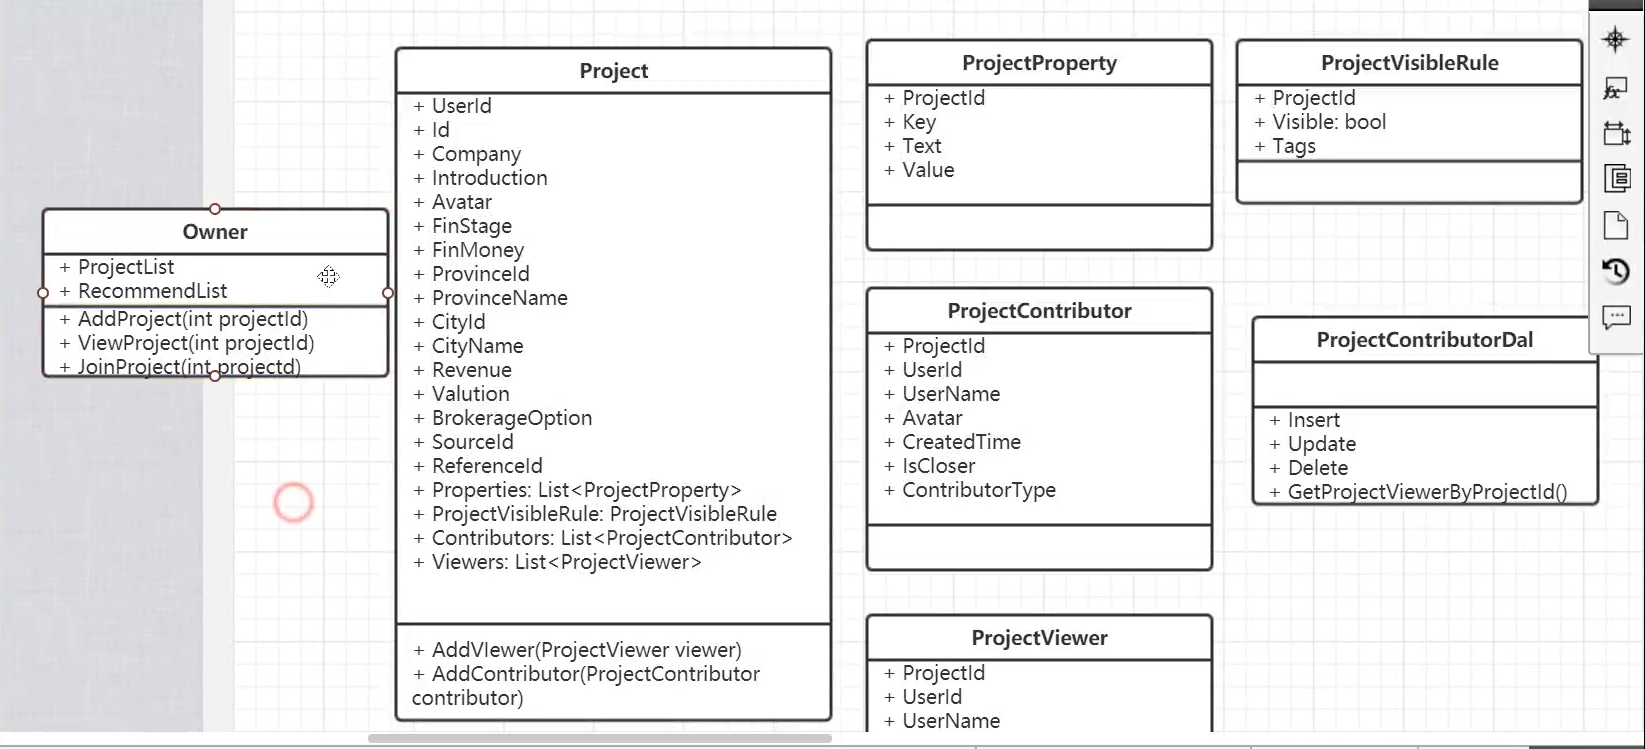 Owner
+ ProjectList
+ RecommendList
+ AddProject(int projectId)
+ ViewProject(int projectId)
+ JoinProject(int projectd)
Project
+ UserId
+ Id
+ Company
+ Introduction
+ Avatar
+ FinStage
+ FinMoney
+ ProvinceId
+ ProvinceName
+ CityId
+ CityName
+ Revenue
+ Valution
+ BrokerageOption
+ SourceId
+ ReferenceId
+ Properties: List<ProjectProperty>
+ ProjectVisibleRule: ProjectVisibleRule
+ Contributors: List<ProjectContributor>
+ Viewers: List<ProjectViewer>
+ AddVIewer(ProjectViewer viewer)
+ AddContributor(ProjectContributor
contributor)
ProjectProperty
+ ProjectId
+ Key
+ Text
+ Value
ProjectContributor
+ ProjectId
+ UserId
+ UserName
+ Avatar
+ CreatedTime
+ IsCloser
+ ContributorType
ProjectViewer
+ ProjectId
+ UserId
+ UserName
ProjectVisibleRule
+ ProjectId
+ Visible: bool
+ Tags
ProjectContributorDal
+ Insert
+ Update
+ Delete
+ GetProjectViewerByProjectId()
fx